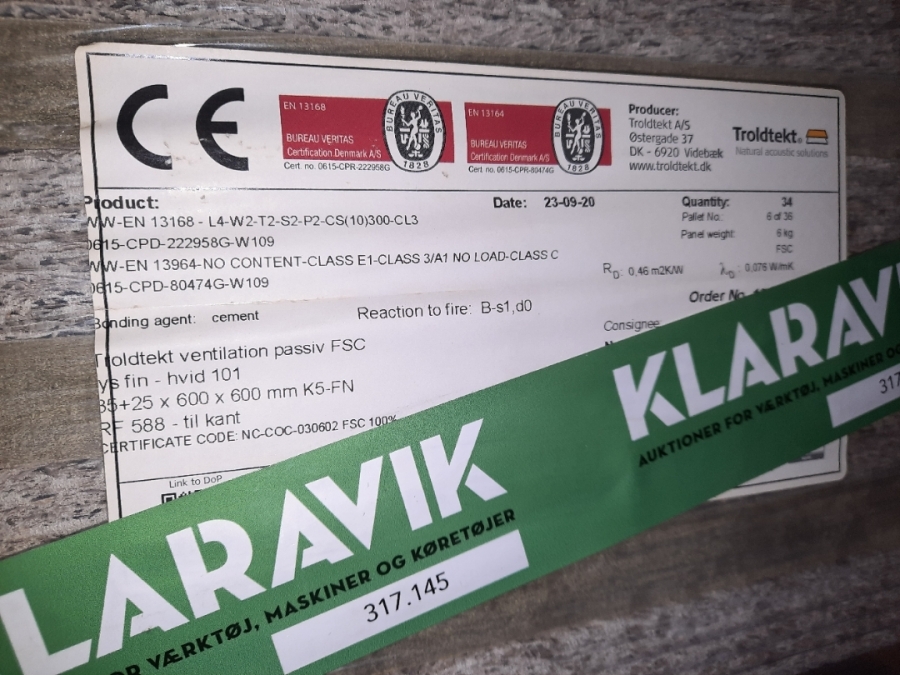 CE
EN 13168
BUREAU VERITAS
Certification Denmark A/S
Cert. no. 0615-CPR-222958G
BUREAU VERITAS
1828
EN 13164
BUREAU VERITAS
Certification Denmark A/S
Cert. no. 0615-CPR-80474G
BUREAU VERITAS
1828
Producer:
Troldtekt A/S
Østergade 37
DK - 6920 Videbæk
www.troldtekt.dk
Troldtekt®
Natural acoustic solutions
Product:
WW-EN 13168 - L4-W2-T2-S2-P2-CS(10)300-CL3
0615-CPD-222958G-W109
WW-EN 13964-NO CONTENT-CLASS E1-CLASS 3/A1 NO LOAD-CLASS C
0615-CPD-80474G-W109
Date: 23-09-20
Quantity: 34
Pallet No.: 6 of 36
Panel weight: 6 kg
FSC
RD: 0,46 m2K/W λD: 0,076 W/mK
Bonding agent: cement
Reaction to fire: B-s1,d0
Order No.
Consignee
Troldtekt ventilation passiv FSC
lys fin - hvid 101
35+25 x 600 x 600 mm K5-FN
RF 588 - til kant
CERTIFICATE CODE: NC-COC-030602 FSC 100%
Link to DoP
KLARAV
AUKTIONER FOR VÆRKTØJ, MASKINER OG
317
LARAVIK
OR VÆRKTØJ, MASKINER OG KØRETØJER
317.145